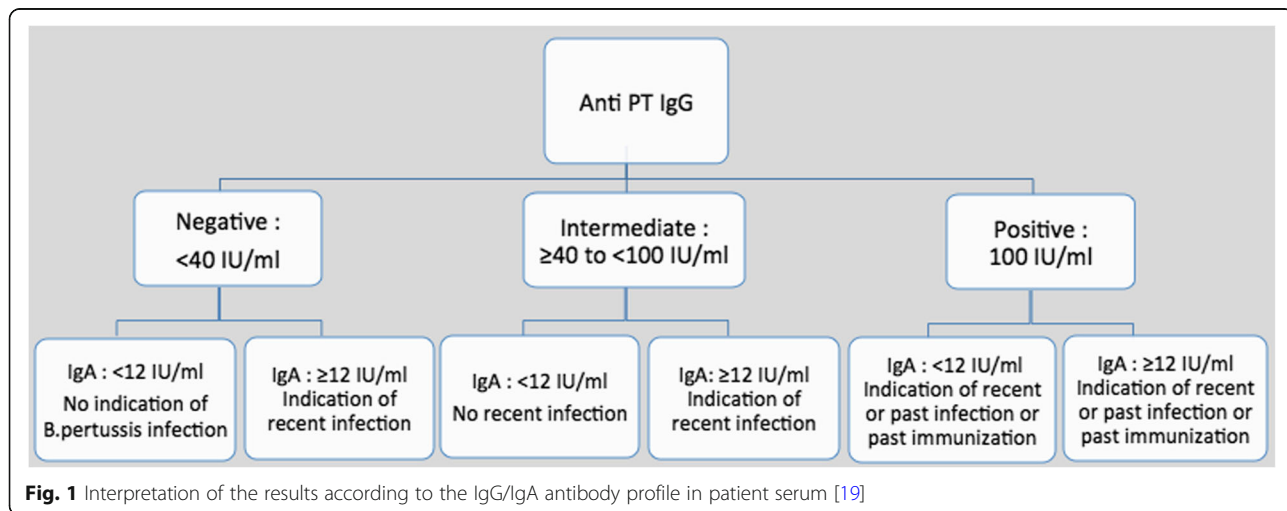 Anti PT IgG
Negative :
<40 IU/ml
Intermediate :
≥40 to <100 IU/ml
Positive :
100 IU/ml
IgA : <12 IU/ml
No indication of
B.pertussis infection
IgA : ≥12 IU/ml
Indication of
recent infection
IgA : <12 IU/ml
No recent infection
IgA: ≥12 IU/ml
Indication of
recent infection
IgA : <12 IU/ml
Indication of recent
or past infection or
past immunization
IgA : ≥12 IU/ml
Indication of recent
or past infection or
past immunization
Fig. 1 Interpretation of the results according to the IgG/IgA antibody profile in patient serum [19]